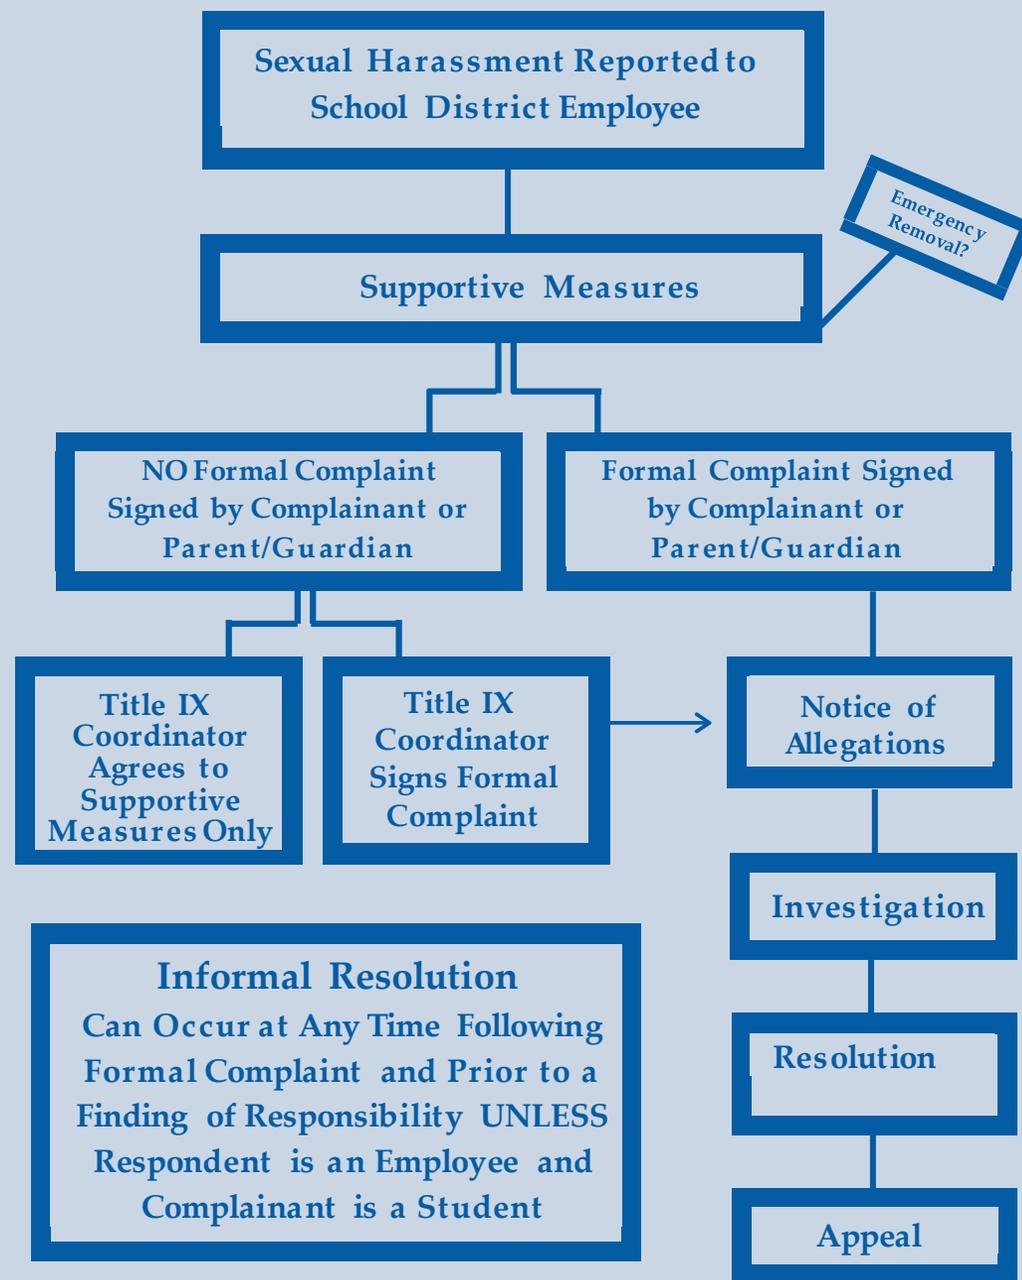 Sexual Harassment Reported to
School District Employee
Emergency
Removal?
Supportive Measures
NO Formal Complaint
Signed by Complainant or
Parent/Guardian
Formal Complaint Signed
by Complainant or
Parent/Guardian
Title IX
Coordinator
Agrees to
Supportive
Measures Only
Title IX
Coordinator
Signs Formal
Complaint
Notice of
Allegations
Investigation
Informal Resolution
Can Occur at Any Time Following
Formal Complaint and Prior to a
Finding of Responsibility UNLESS
Respondent is an Employee and
Complainant is a Student
Resolution
Appeal